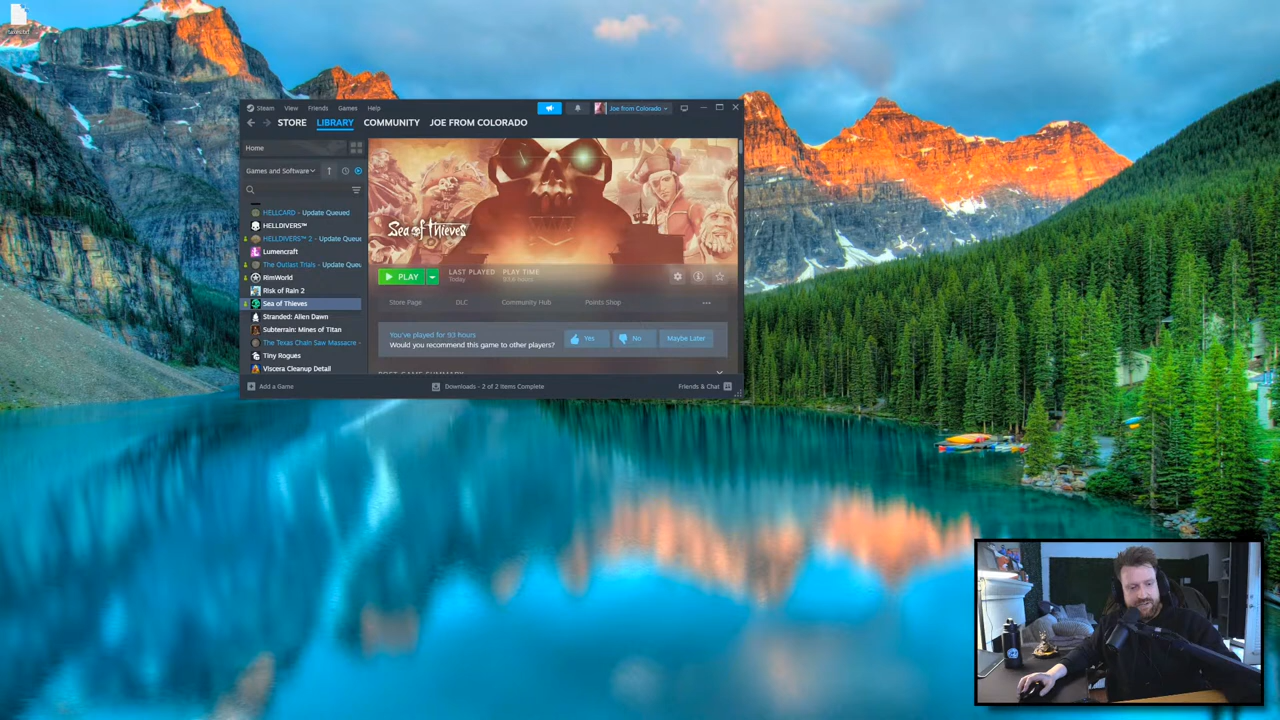 Steam View Friends Games Help
Joe from Colorado
STORE LIBRARY COMMUNITY JOE FROM COLORADO
Home
Games and Software
HELLCARD - Update Queued
HELLDIVERS™
HELLDIVERS™ 2 - Update Queu
Lumencraft
The Outlast Trials - Update Queu
RimWorld
Risk of Rain 2
Sea of Thieves
Stranded: Alien Dawn
Subterrain: Mines of Titan
The Texas Chain Saw Massacre -
Tiny Rogues
Viscera Cleanup Detail
Sea of Thieves
PLAY
LAST PLAYED
Today
PLAY TIME
Store Page DLC Community Hub Points Shop
You've played for 93 hours
Would you recommend this game to other players?
Yes No Maybe Later
POST-GAME SUMMARY
Add a Game
Downloads - 2 of 2 Items Complete
Friends & Chat